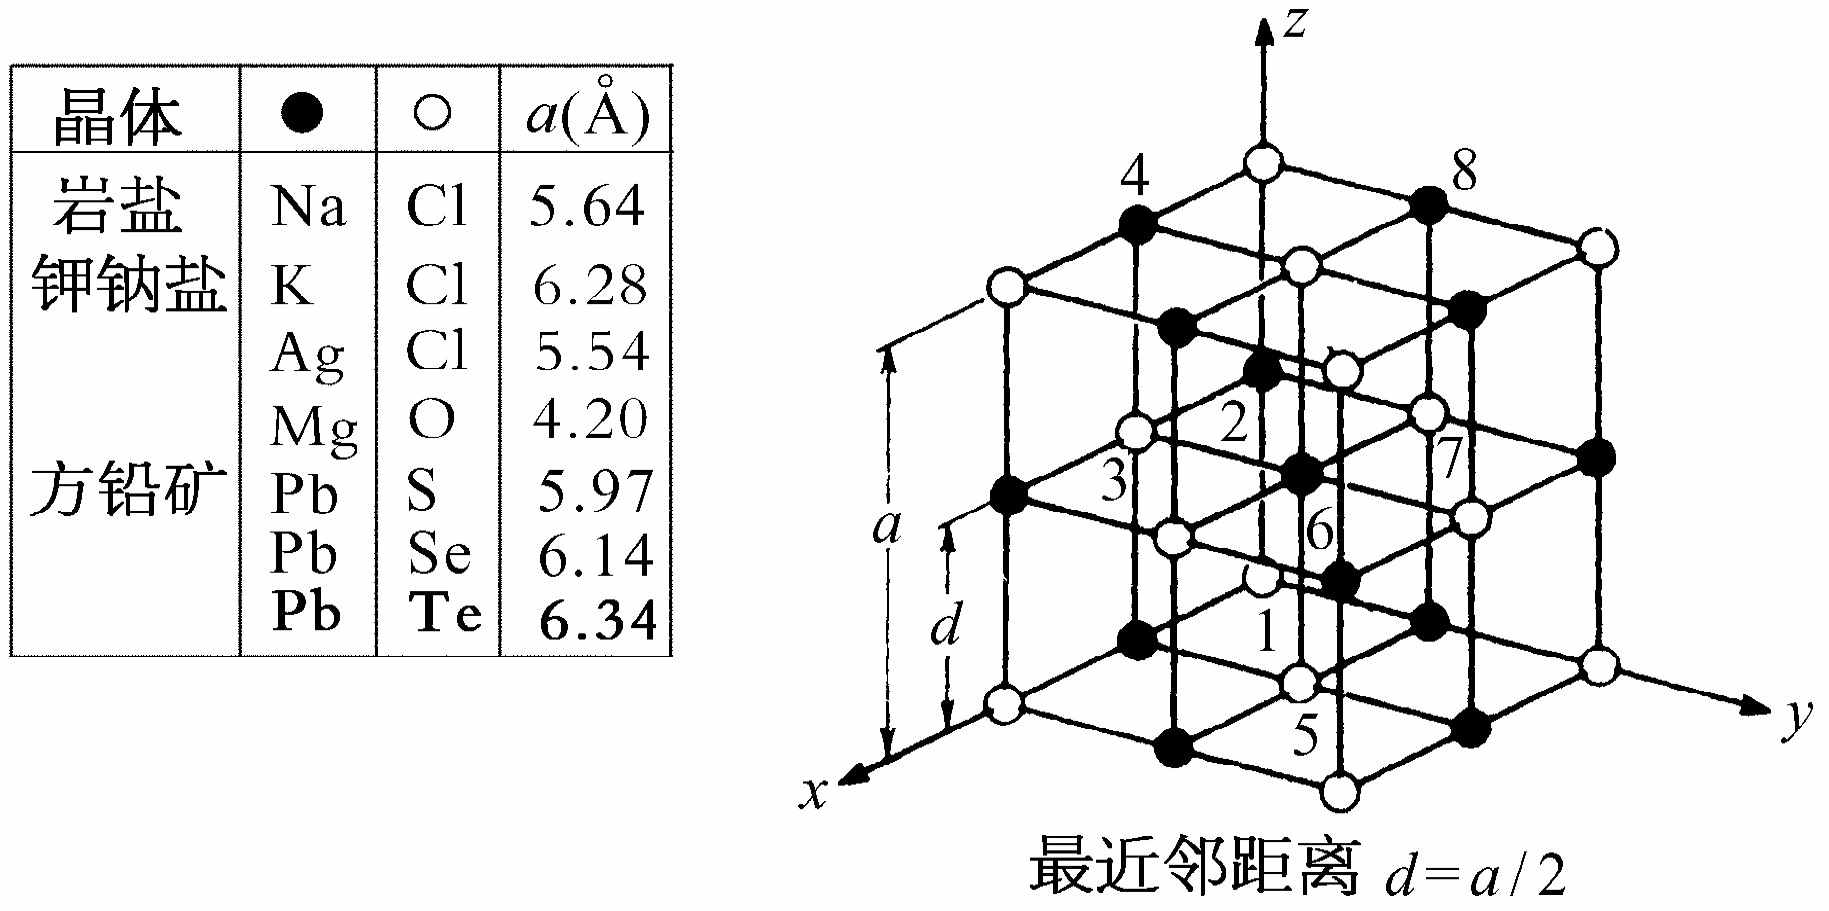 晶体 ● ○ a(Å)
岩盐 Na Cl 5.64
钾钠盐 K Cl 6.28
Ag Cl 5.54
Mg O 4.20
方铅矿 Pb S 5.97
Pb Se 6.14
Pb Te 6.34
z
4
8
2
3
7
a
6
d
1
5
x
y
最近邻距离 d=a/2